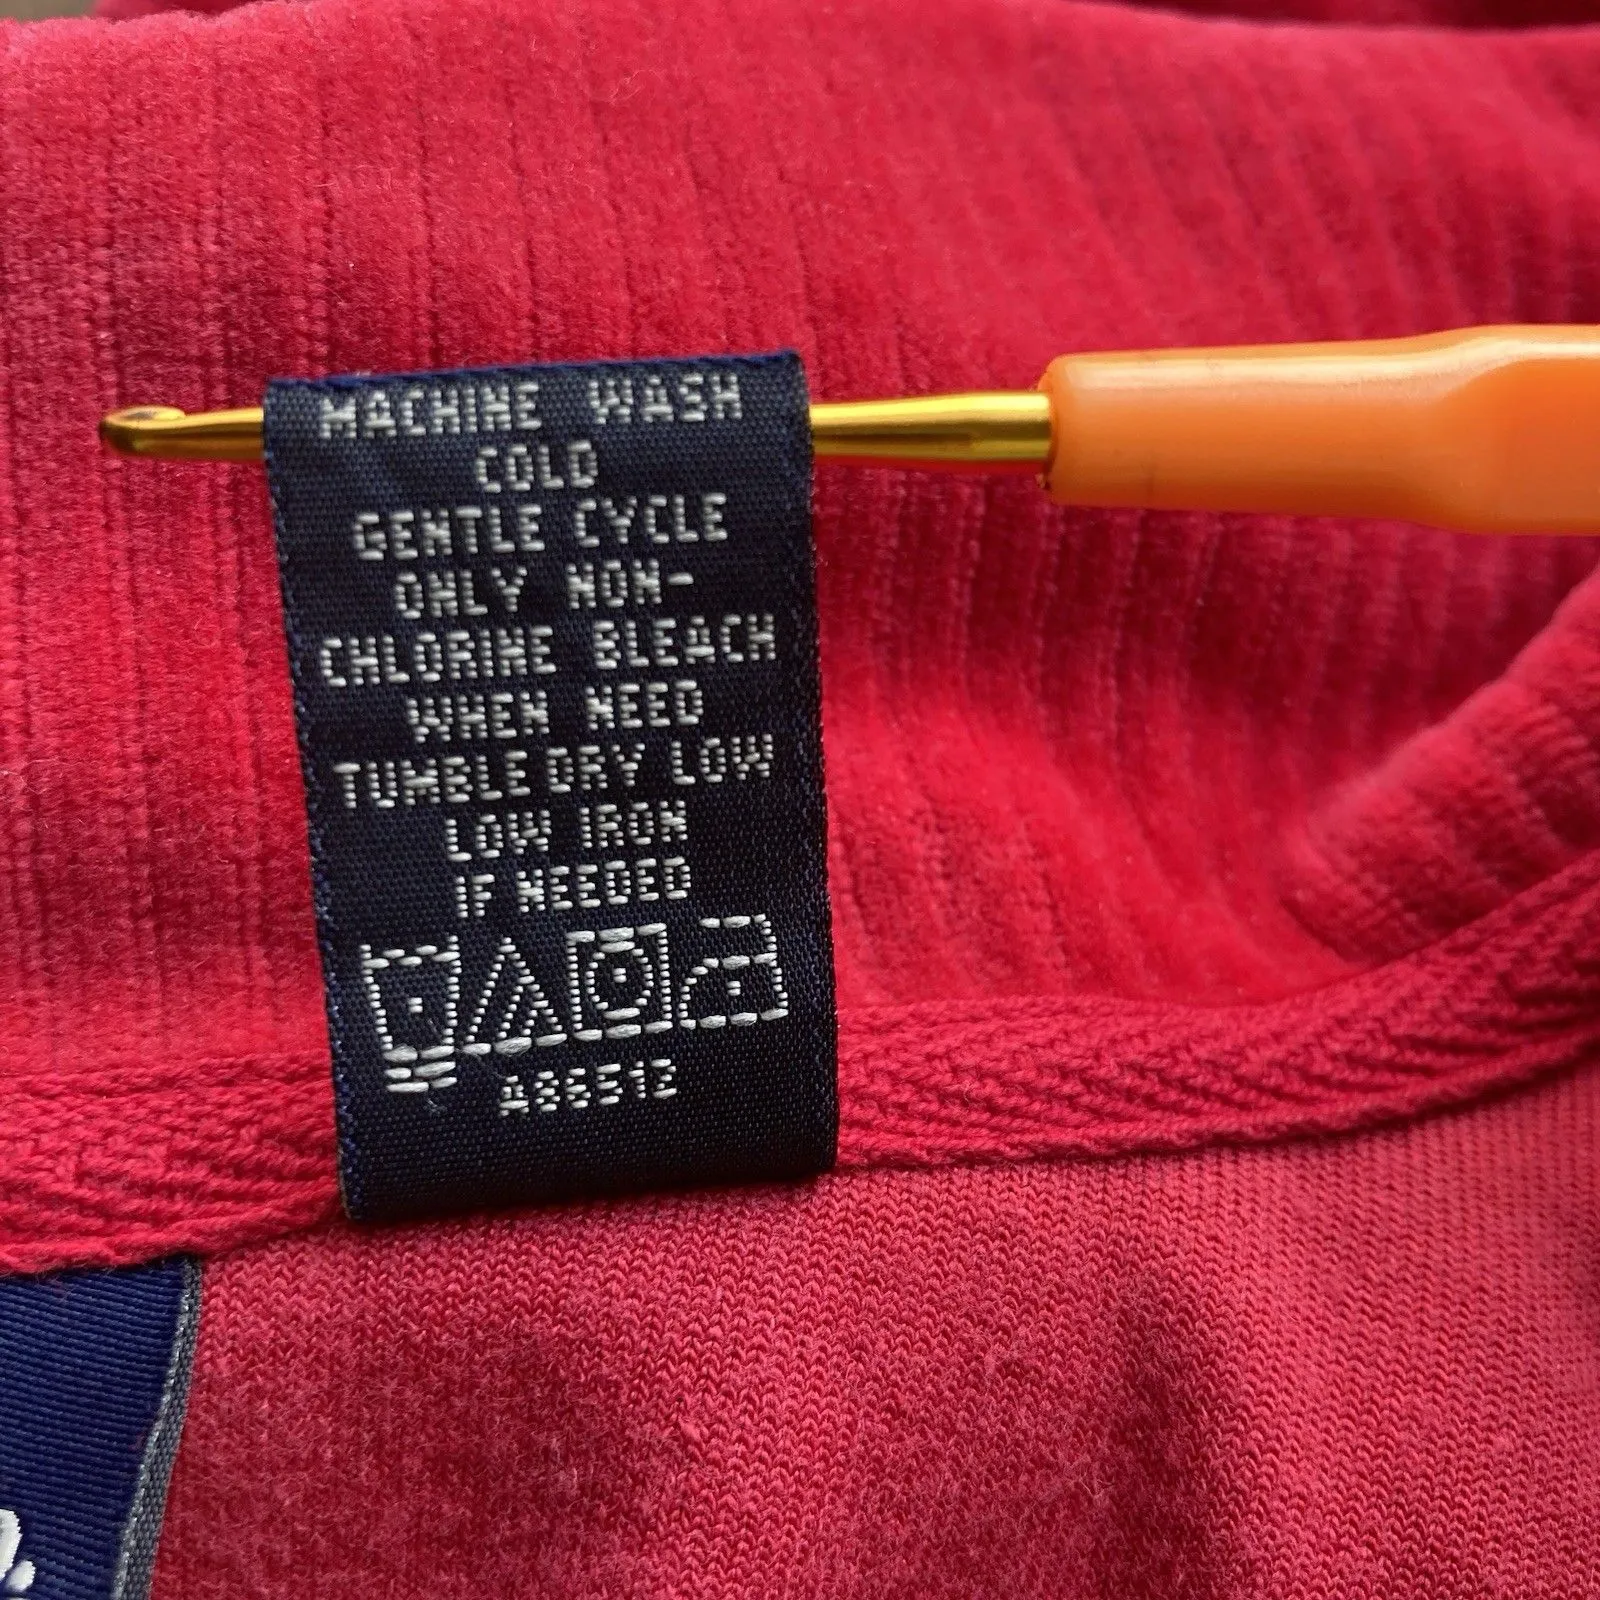 MACHINE WASH
COLD
GENTLE CYCLE
ONLY NON-
CHLORINE BLEACH
WHEN NEED
TUMBLE DRY LOW
LOW IRON
IF NEEDED
A86512